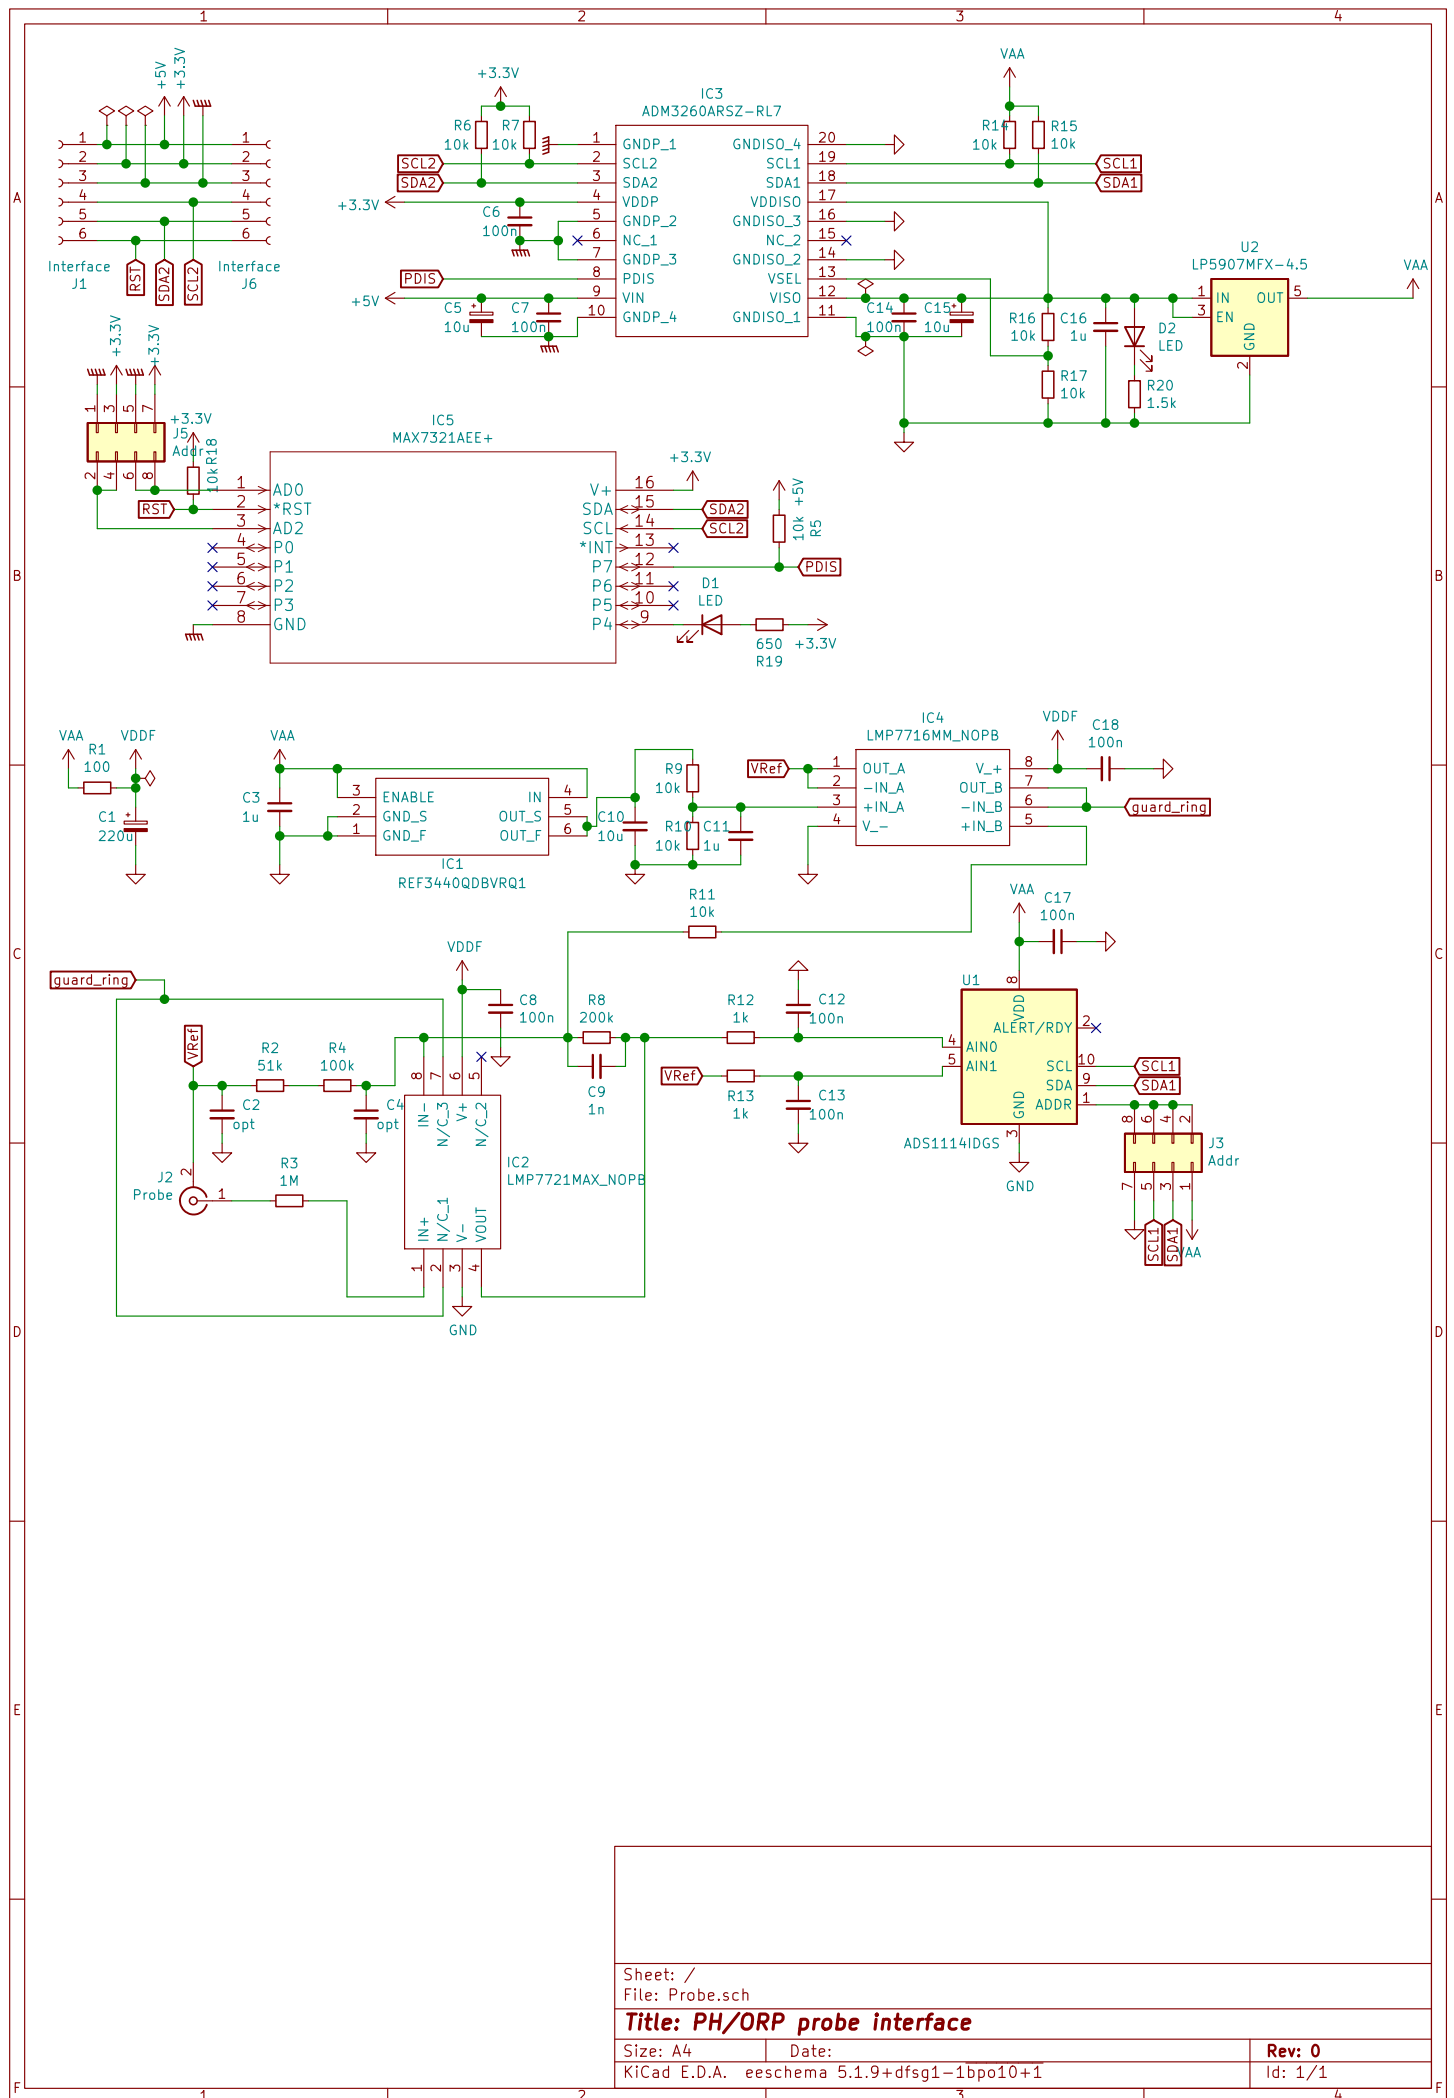 1 2 3 4
A B C D E F
A B C D E F
1 2 3 4
+5V
+3.3V
1 2 3 4 5 6
1 2 3 4 5 6
Interface
J1
RST
SDA2
SCL2
Interface
J6
+3.3V
R6
10k
R7
10k
SCL2
SDA2
+3.3V
C6
100n
PDIS
+5V
C5
10u
C7
100n
IC3
ADM3260ARSZ-RL7
1 GNDP_1
2 SCL2
3 SDA2
4 VDDP
5 GNDP_2
6 NC_1
7 GNDP_3
8 PDIS
9 VIN
10 GNDP_4
GNDISO_4 20
SCL1 19
SDA1 18
VDDISO 17
GNDISO_3 16
NC_2 15
GNDISO_2 14
VSEL 13
VISO 12
GNDISO_1 11
VAA
R14
10k
R15
10k
SCL1
SDA1
C14
100n
C15
10u
R16
10k
R17
10k
C16
1u
D2
LED
R20
1.5k
U2
LP5907MFX-4.5
1 IN
3 EN
OUT 5
GND
2
VAA
+3.3V
+3.3V
1 3 5 7
J5
Addr
2 4 6 8
+3.3V
R18
10k
RST
IC5
MAX7321AEE+
1 AD0
2 *RST
3 AD2
4 P0
5 P1
6 P2
7 P3
8 GND
V+ 16
SDA 15
SCL 14
*INT 13
P7 12
P6 11
P5 10
P4 9
+3.3V
SDA2
SCL2
+5V
10k
R5
PDIS
D1
LED
650
R19
+3.3V
VAA
R1
100
VDDF
C1
220u
VAA
C3
1u
3 ENABLE
2 GND_S
1 GND_F
IN 4
OUT_S 5
OUT_F 6
IC1
REF3440QDBVRQ1
C10
10u
R9
10k
R10
10k
C11
1u
VRef
IC4
LMP7716MM_NOPB
1 OUT_A
2 -IN_A
3 +IN_A
4 V_-
V_+ 8
OUT_B 7
-IN_B 6
+IN_B 5
VDDF
C18
100n
guard_ring
R11
10k
guard_ring
VRef
R2
51k
R4
100k
C2
opt
C4
opt
J2
Probe
2
1
R3
1M
VDDF
C8
100n
8 7 6 5
IN-
N/C_3
V+
N/C_2
IC2
LMP7721MAX_NOPB
IN+
N/C_1
V-
VOUT
1 2 3 4
GND
R8
200k
C9
1n
R12
1k
C12
100n
VRef
R13
1k
C13
100n
VAA
C17
100n
U1
8
VDD
ALERT/RDY 2
4 AIN0
5 AIN1
SCL 10
SDA 9
ADDR 1
GND
3
ADS1114IDGS
GND
SCL1
SDA1
8 6 4 2
J3
Addr
7 5 3 1
SCL1
SDA1
VAA
Sheet: /
File: Probe.sch
Title: PH/ORP probe interface
Size: A4
Date:
Rev: 0
KiCad E.D.A. eeschema 5.1.9+dfsg1-1bpo10+1
Id: 1/1